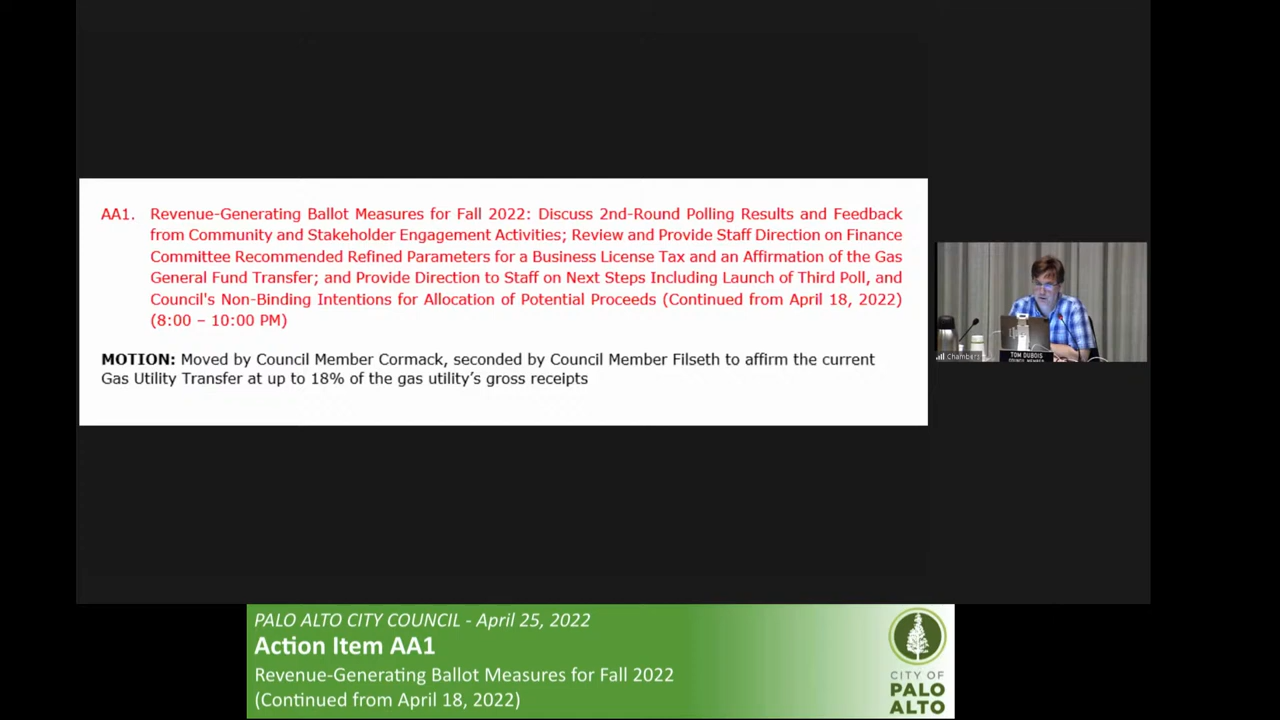 AA1. Revenue-Generating Ballot Measures for Fall 2022: Discuss 2nd-Round Polling Results and Feedback
from Community and Stakeholder Engagement Activities; Review and Provide Staff Direction on Finance
Committee Recommended Refined Parameters for a Business License Tax and an Affirmation of the Gas
General Fund Transfer; and Provide Direction to Staff on Next Steps Including Launch of Third Poll, and
Council's Non-Binding Intentions for Allocation of Potential Proceeds (Continued from April 18, 2022)
(8:00 – 10:00 PM)
MOTION: Moved by Council Member Cormack, seconded by Council Member Filseth to affirm the current
Gas Utility Transfer at up to 18% of the gas utility's gross receipts
Chambers
TOM DUBOIS
COUNCIL MEMBER
PALO ALTO CITY COUNCIL - April 25, 2022
Action Item AA1
Revenue-Generating Ballot Measures for Fall 2022
(Continued from April 18, 2022)
CITY OF
PALO
ALTO